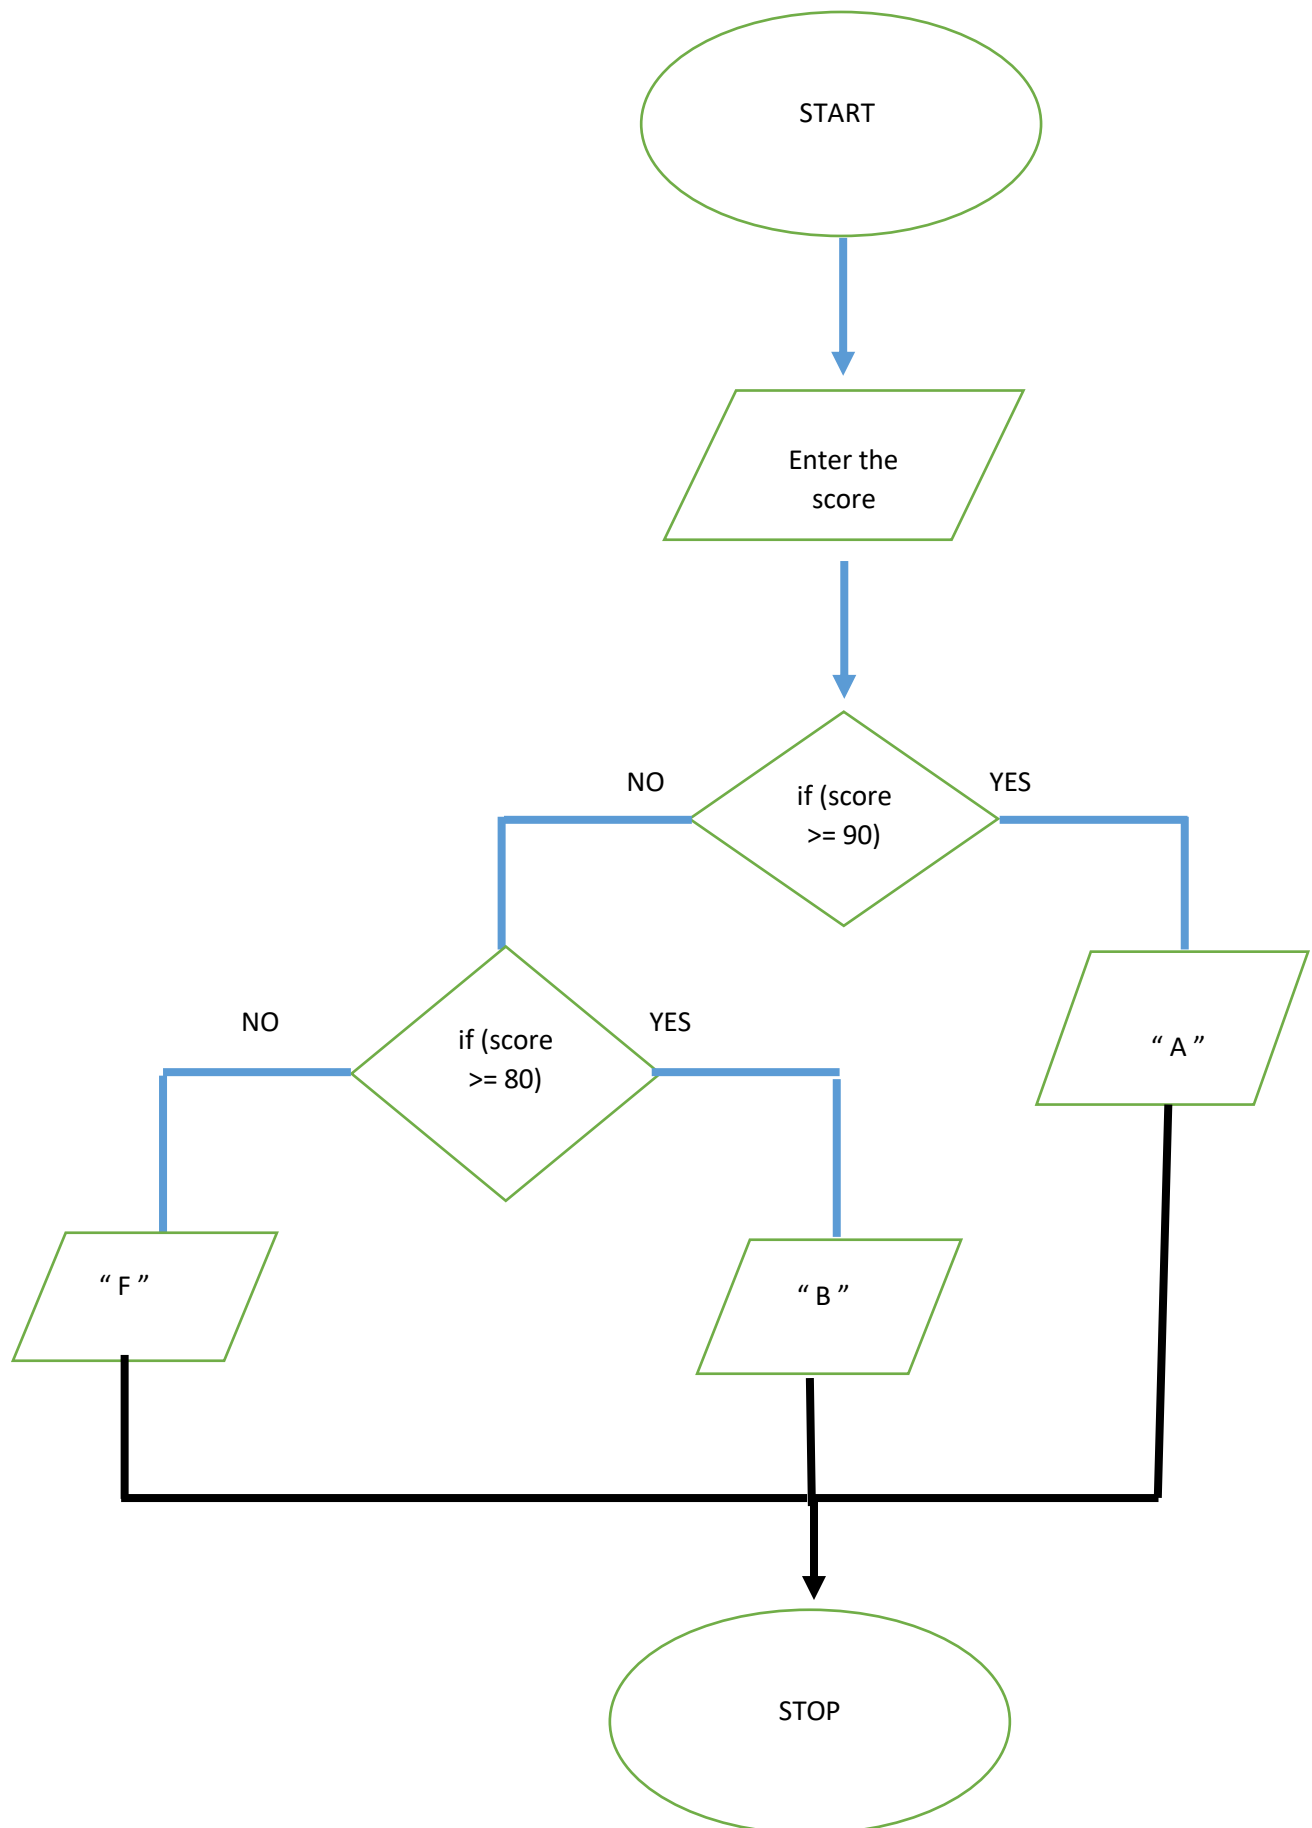 START
Enter the
score
NO
YES
if (score
>= 90)
NO
YES
if (score
>= 80)
“ A ”
“ F ”
“ B ”
STOP